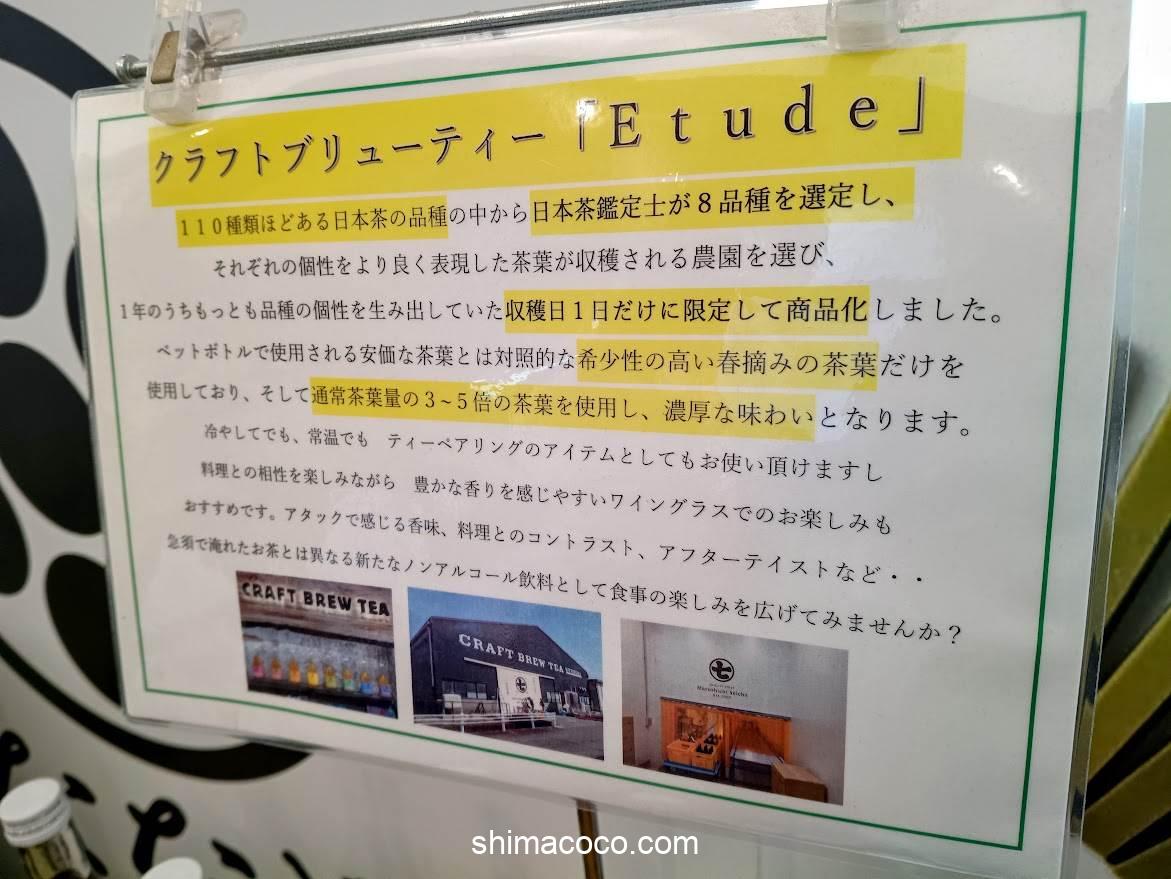 クラフトブリューティー「Ｅｔｕｄｅ」
１１０種類ほどある日本茶の品種の中から日本茶鑑定士が８品種を選定し、
それぞれの個性をより良く表現した茶葉が収穫される農園を選び、
１年のうちもっとも品種の個性を生み出していた収穫日１日だけに限定して商品化しました。
ペットボトルで使用される安価な茶葉とは対照的な希少性の高い春摘みの茶葉だけを
使用しており、そして通常茶葉量の３～５倍の茶葉を使用し、濃厚な味わいとなります。
冷やしてでも、常温でも　ティーペアリングのアイテムとしてもお使い頂けますし
料理との相性を楽しみながら　豊かな香りを感じやすいワイングラスでのお楽しみも
おすすめです。アタックで感じる香味、料理とのコントラスト、アフターテイストなど・・
急須で淹れたお茶とは異なる新たなノンアルコール飲料として食事の楽しみを広げてみませんか？
CRAFT BREW TEA
CRAFT BREW TEA
七
Marushichi Seicha
shimacoco.com